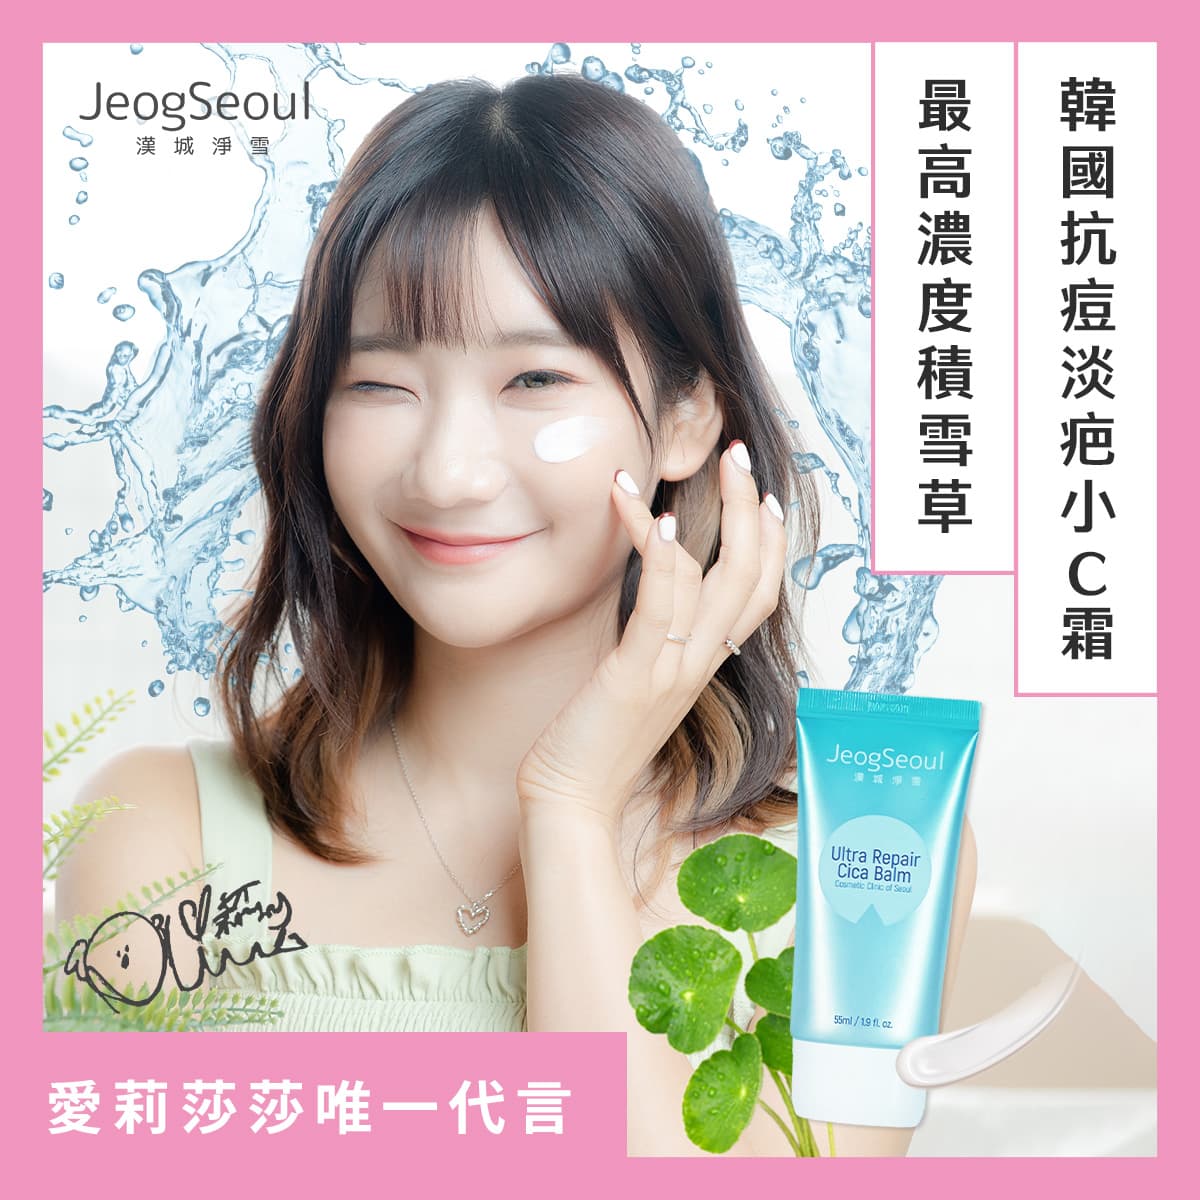 JeogSeoul
漢城淨雪
韓國抗痘淡疤小C霜
最高濃度積雪草
JeogSeoul
漢城淨雪
Ultra Repair
Cica Balm
Cosmetic Clinic of Seoul
55ml / 1.9 fl. oz.
愛莉莎莎唯一代言